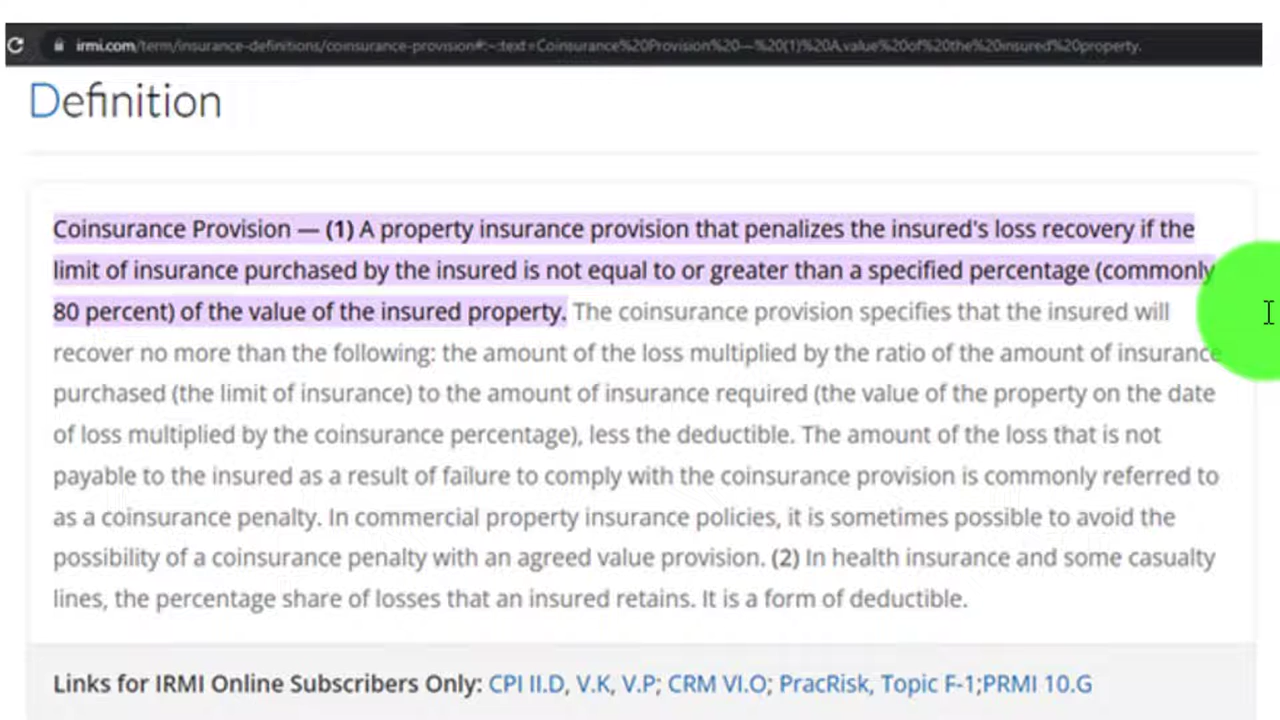 irmi.com/term/insurance-definitions/coinsurance-provision#:~:text=Coinsurance%20Provision%20—%20(1)%20A,value%20of%20the%20insured%20property.
Definition
Coinsurance Provision — (1) A property insurance provision that penalizes the insured's loss recovery if the
limit of insurance purchased by the insured is not equal to or greater than a specified percentage (commonly
80 percent) of the value of the insured property. The coinsurance provision specifies that the insured will
recover no more than the following: the amount of the loss multiplied by the ratio of the amount of insurance
purchased (the limit of insurance) to the amount of insurance required (the value of the property on the date
of loss multiplied by the coinsurance percentage), less the deductible. The amount of the loss that is not
payable to the insured as a result of failure to comply with the coinsurance provision is commonly referred to
as a coinsurance penalty. In commercial property insurance policies, it is sometimes possible to avoid the
possibility of a coinsurance penalty with an agreed value provision. (2) In health insurance and some casualty
lines, the percentage share of losses that an insured retains. It is a form of deductible.
Links for IRMI Online Subscribers Only: CPI II.D, V.K, V.P; CRM VI.O; PracRisk, Topic F-1;PRMI 10.G